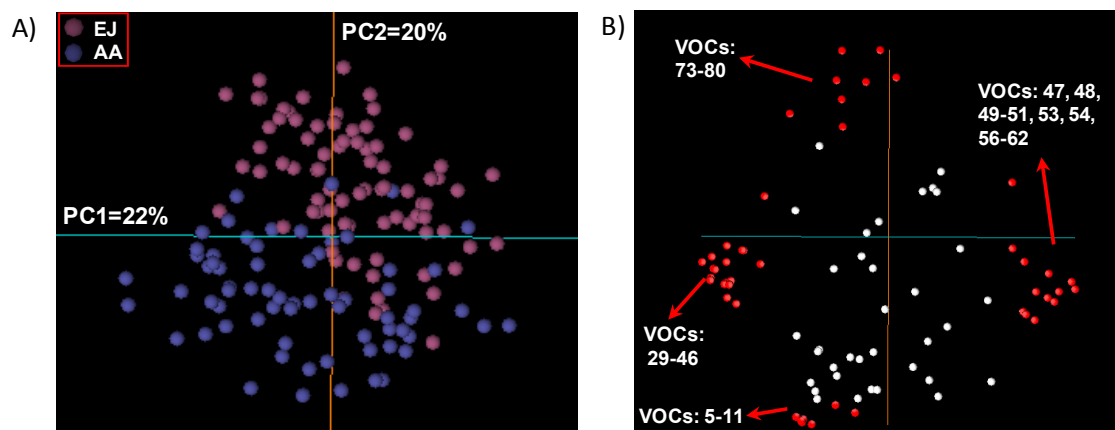 A)
EJ
AA
PC2=20%
PC1=22%
B)
VOCs:
73-80
VOCs: 47, 48,
49-51, 53, 54,
56-62
VOCs:
29-46
VOCs: 5-11